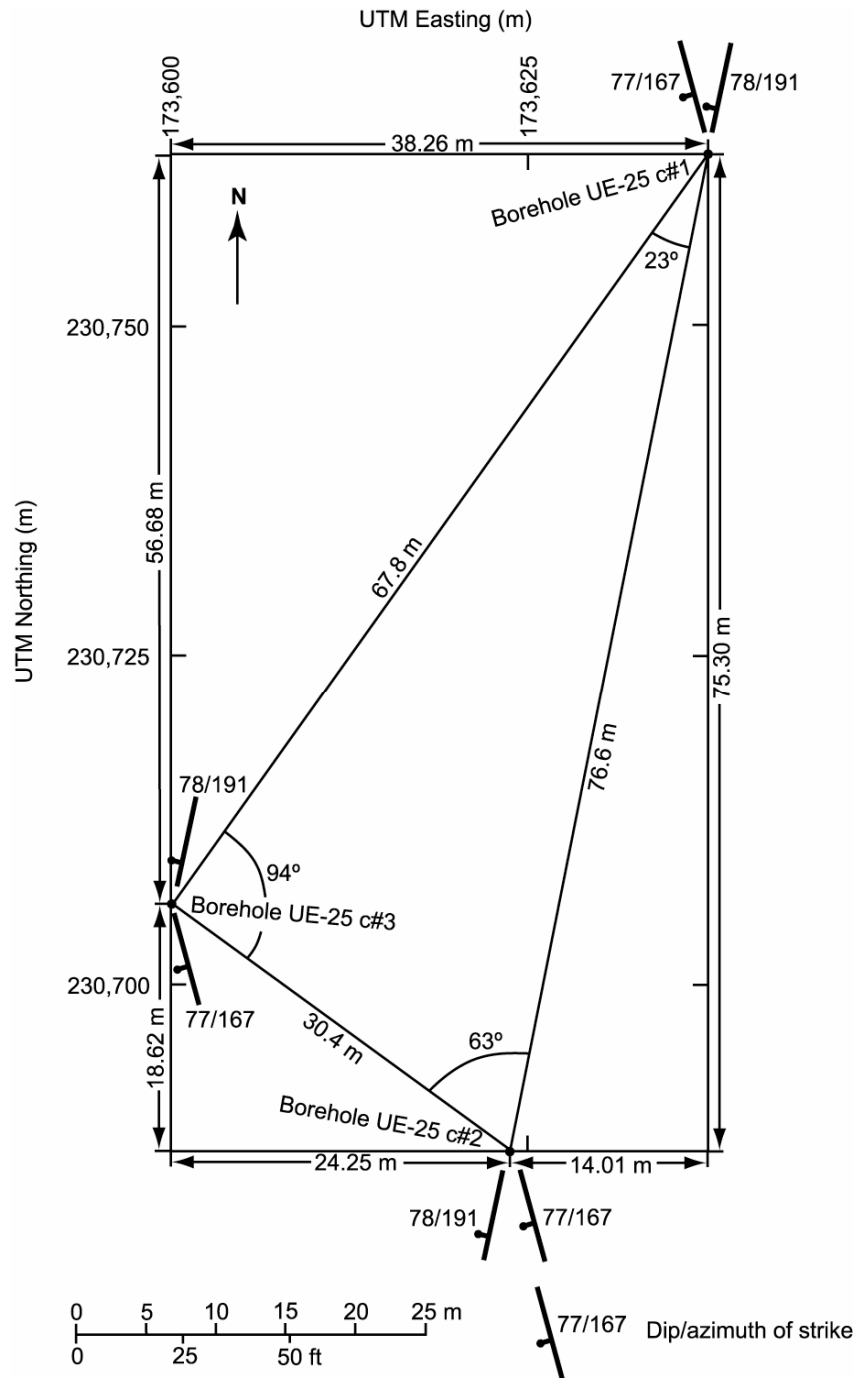 UTM Easting (m)
173,600
173,625
77/167
78/191
38.26 m
Borehole UE-25 c#1
N
23º
230,750
56.68 m
UTM Northing (m)
67.8 m
230,725
75.30 m
76.6 m
78/191
94º
Borehole UE-25 c#3
230,700
77/167
30.4 m
63º
18.62 m
Borehole UE-25 c#2
24.25 m
14.01 m
78/191
77/167
0 5 10 15 20 25 m
0 25 50 ft
77/167 Dip/azimuth of strike